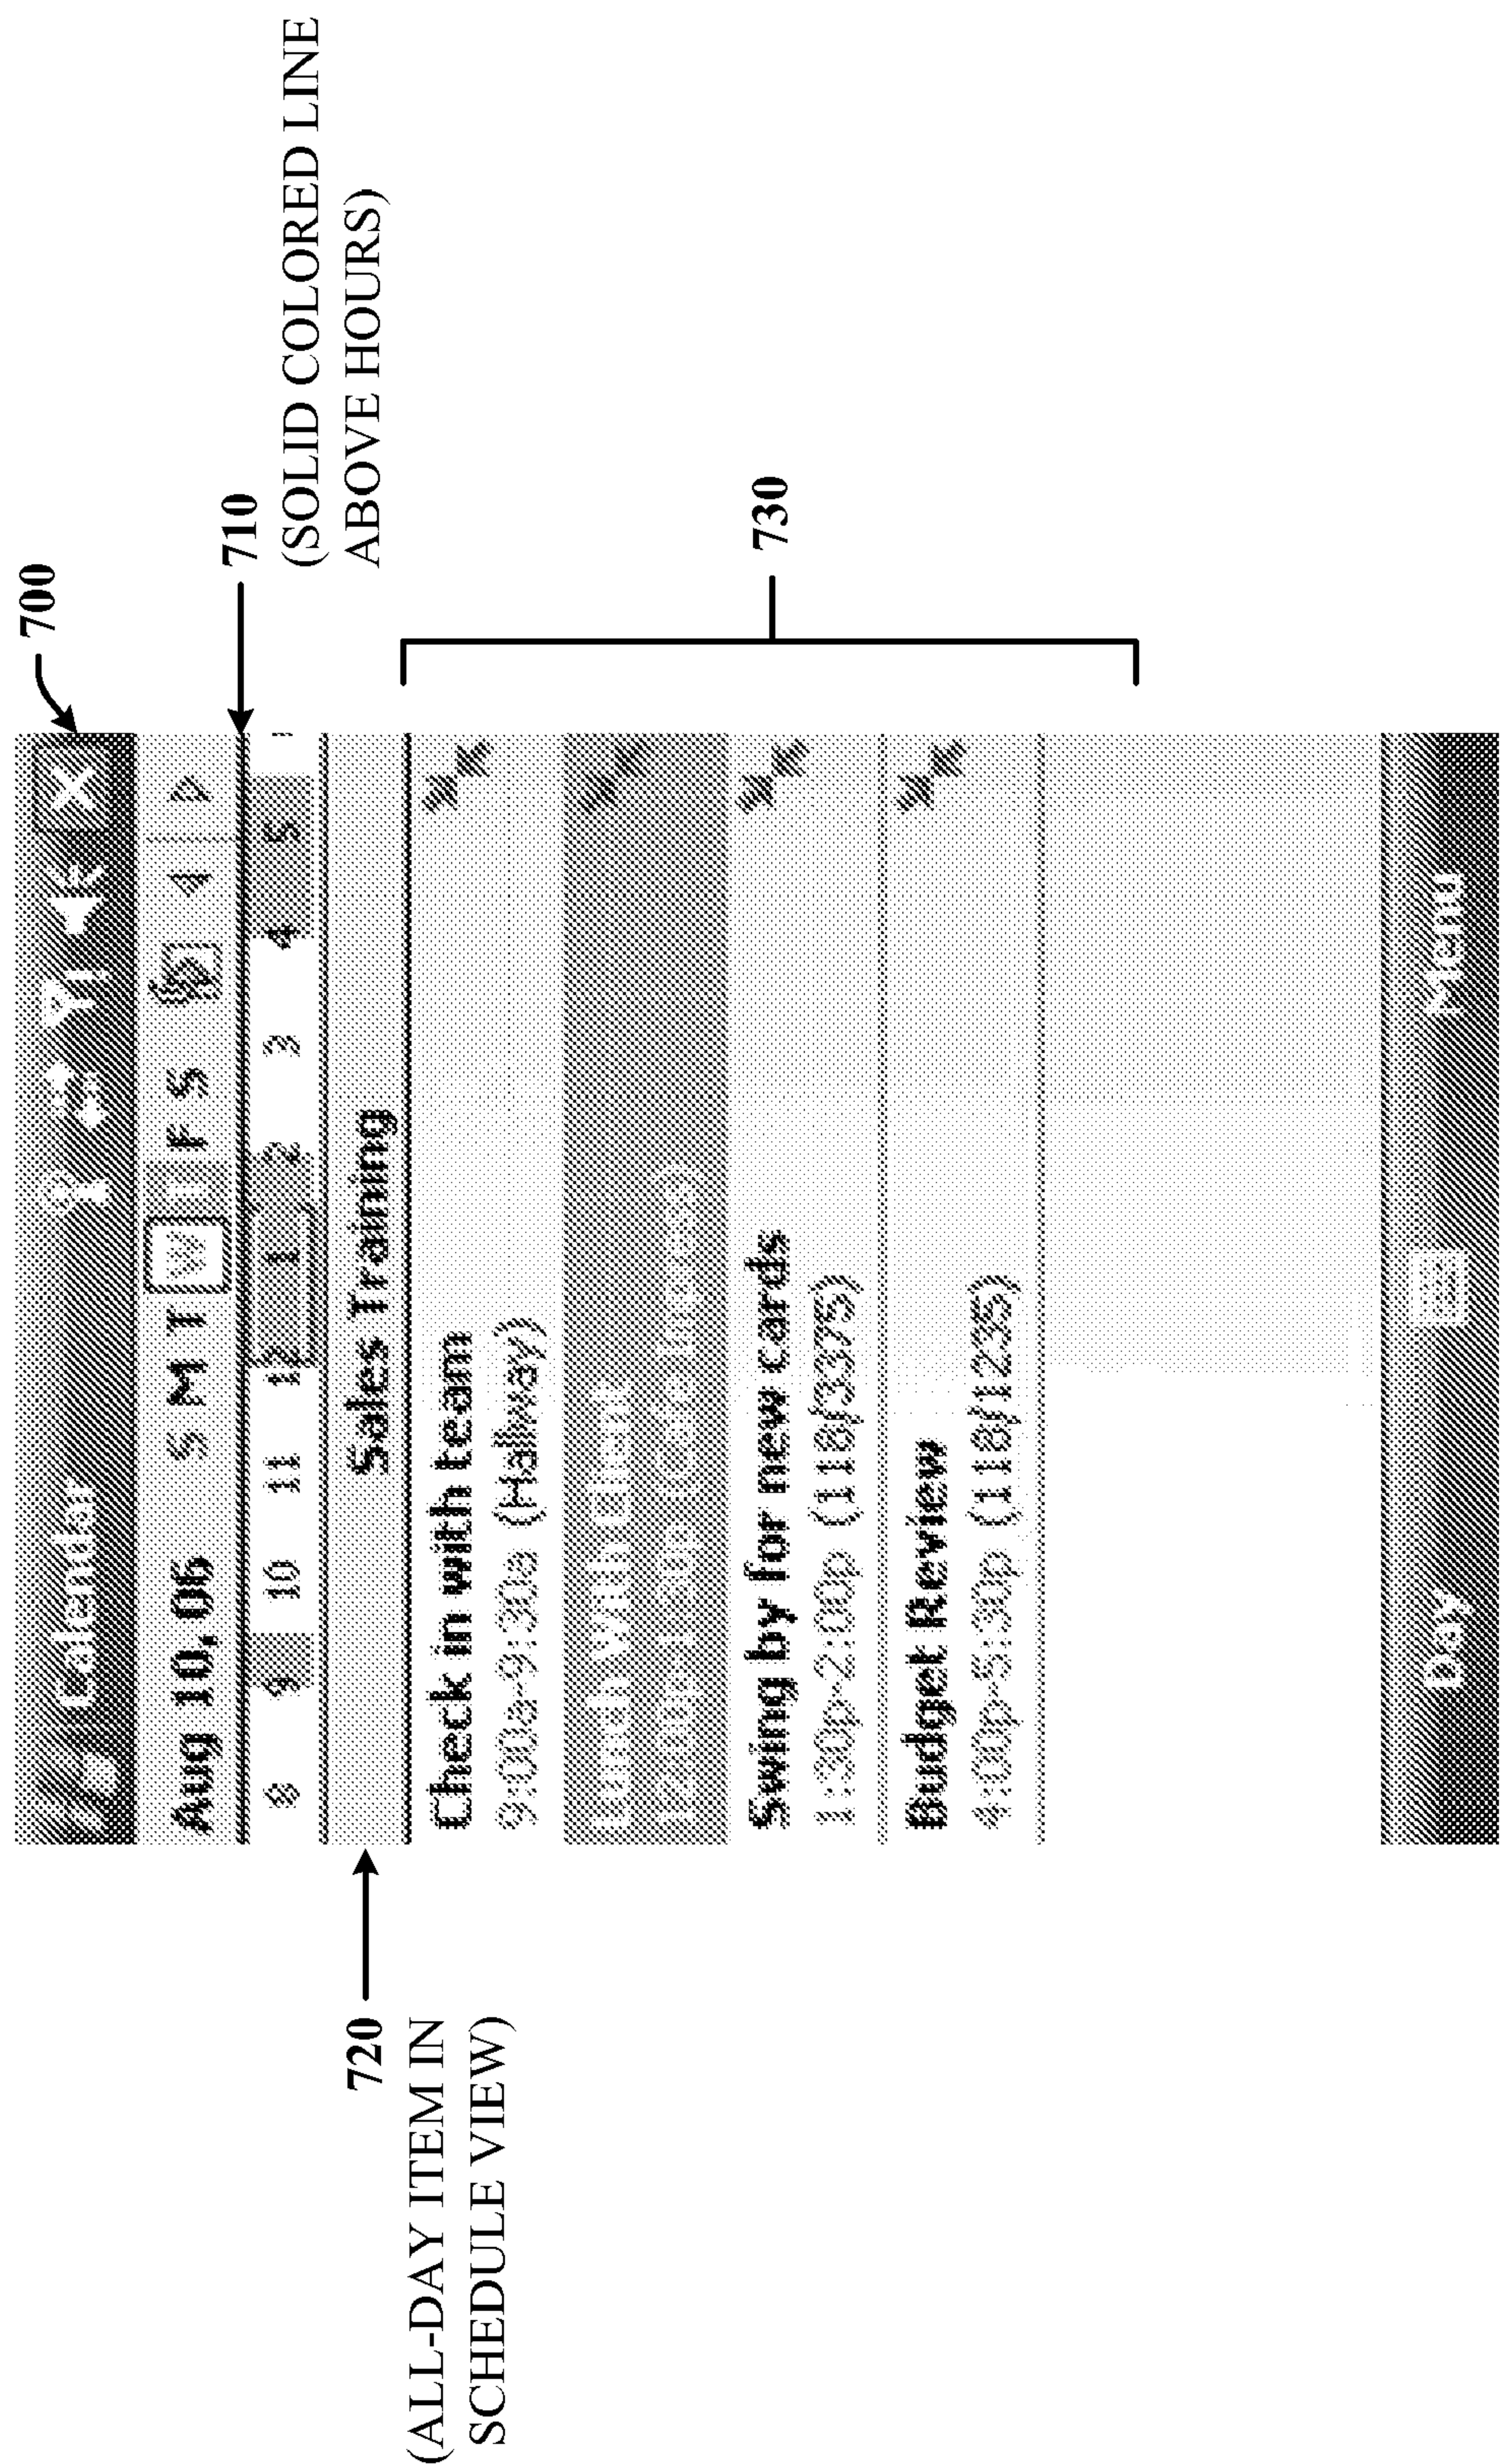 700
Calendar
Aug 10, 06 S M T W T F S
710
(SOLID COLORED LINE
ABOVE HOURS)
8 9 10 11 12 1 2 3 4 5
720
(ALL-DAY ITEM IN
SCHEDULE VIEW)
Sales Training
Check in with team
9:00a-9:30a (Hallway)
Lunch With Client
Swing by for new cards
1:30p-2:00p (118/3375)
Budget Review
4:00p-5:30p (118/1235)
730
Day Menu